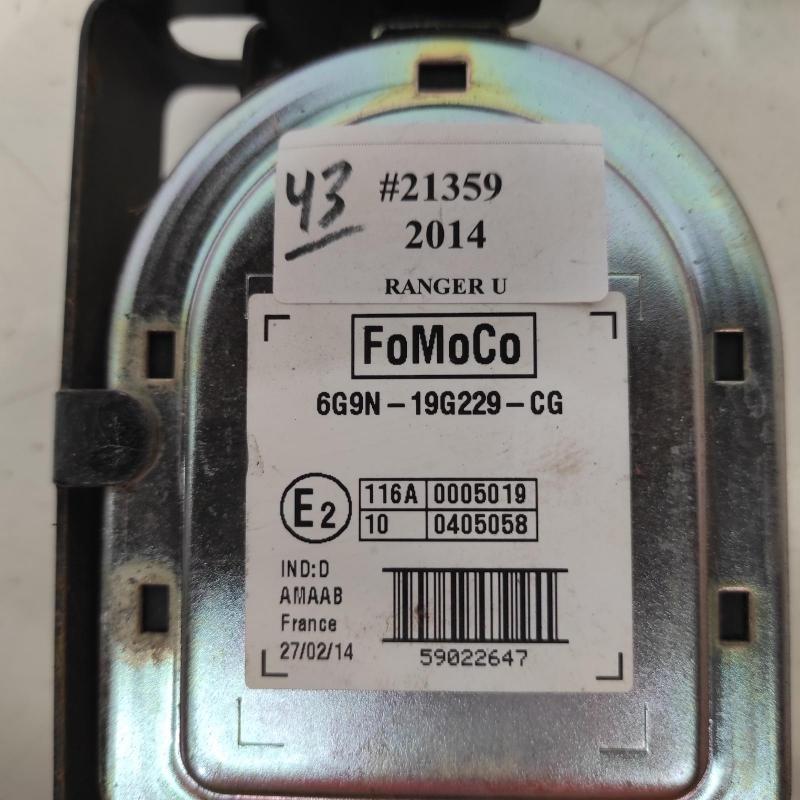 43 #21359
2014
RANGER U
FoMoCo
6G9N-19G229-CG
E2 116A 0005019
10 0405058
IND:D
AMAAB
France
27/02/14
59022647